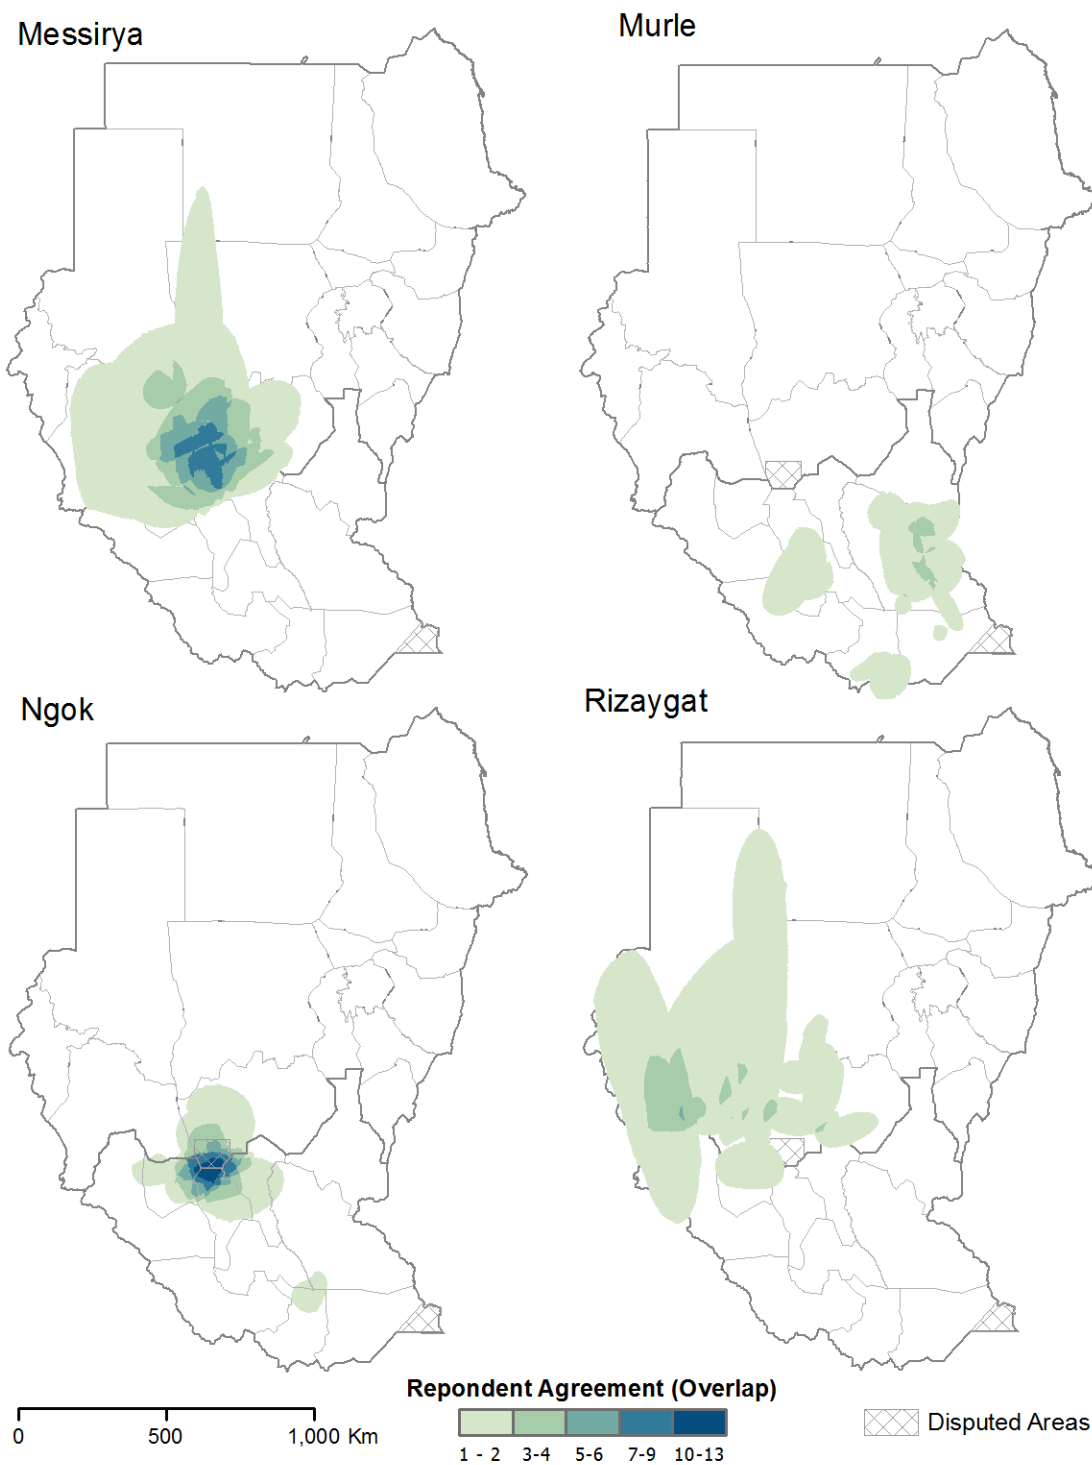 Messirya
Murle
Ngok
Rizaygat
Repondent Agreement (Overlap)
1 - 2 3-4 5-6 7-9 10-13
0 500 1,000 Km
Disputed Areas